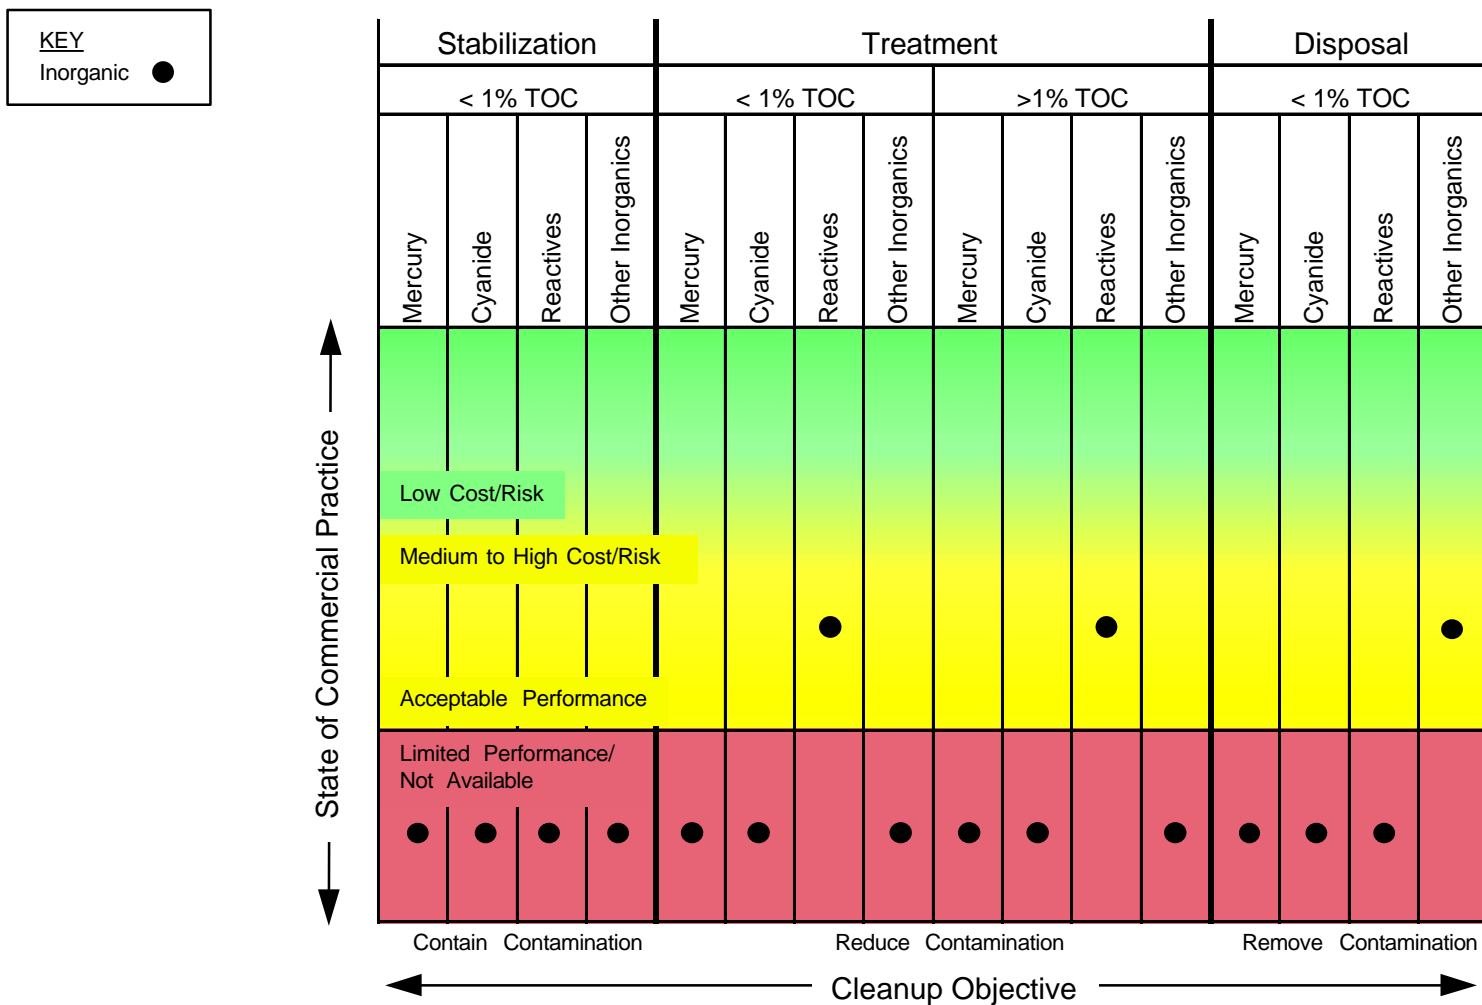 KEY
Inorganic
Stabilization
Treatment
Disposal
< 1% TOC
< 1% TOC
>1% TOC
< 1% TOC
Mercury
Cyanide
Reactives
Other Inorganics
Mercury
Cyanide
Reactives
Other Inorganics
Mercury
Cyanide
Reactives
Other Inorganics
Mercury
Cyanide
Reactives
Other Inorganics
State of Commercial Practice
Low Cost/Risk
Medium to High Cost/Risk
Acceptable Performance
Limited Performance/
Not Available
Contain Contamination
Reduce Contamination
Remove Contamination
Cleanup Objective